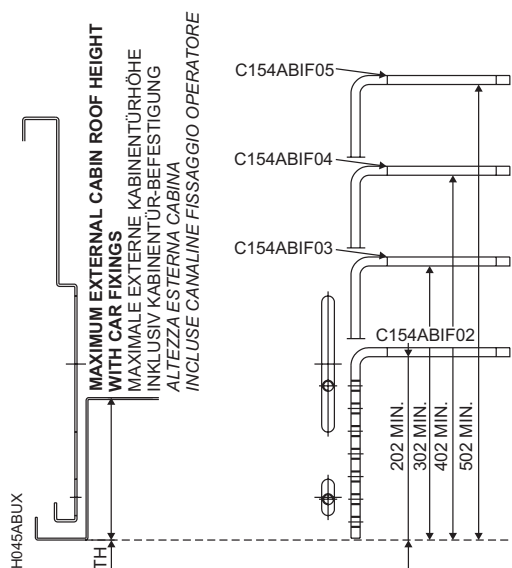 MAXIMUM EXTERNAL CABIN ROOF HEIGHT
WITH CAR FIXINGS
MAXIMALE EXTERNE KABINENTÜRHÖHE
INKLUSIV KABINENTÜR-BEFESTIGUNG
ALTEZZA ESTERNA CABINA
INCLUSE CANALINE FISSAGGIO OPERATORE
H045ABUX
TH
C154ABIF05
C154ABIF04
C154ABIF03
C154ABIF02
202 MIN.
302 MIN.
402 MIN.
502 MIN.